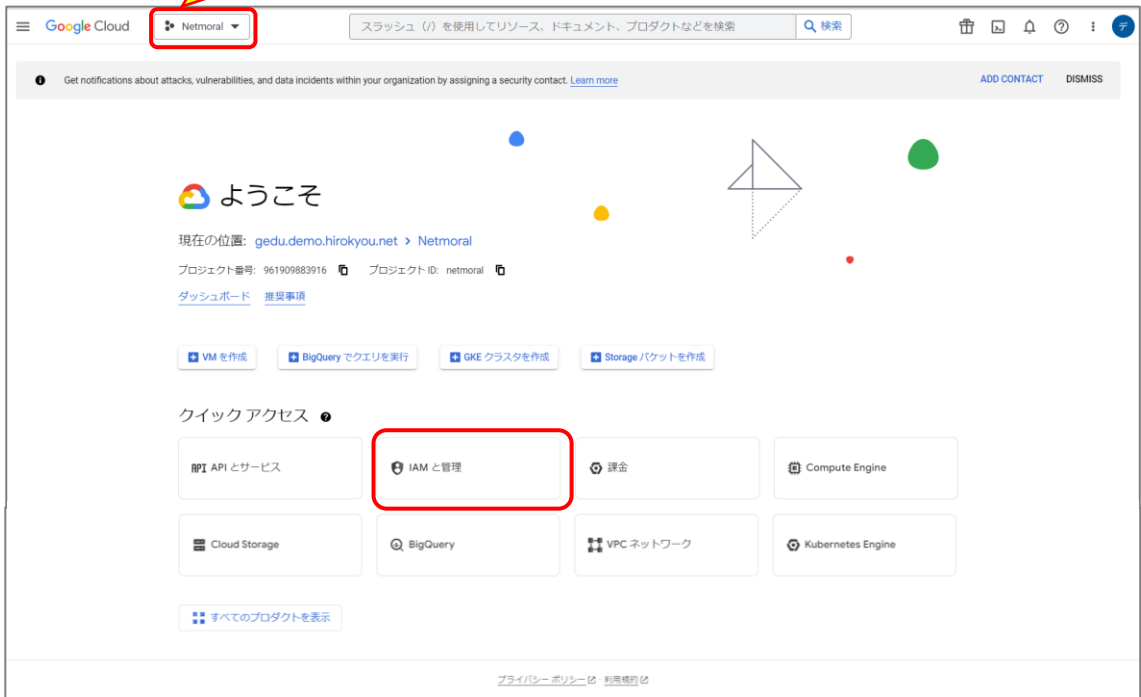 Google Cloud Netmoral スラッシュ (/) を使用してリソース、ドキュメント、プロダクトなどを検索 検索 デ
Get notifications about attacks, vulnerabilities, and data incidents within your organization by assigning a security contact. Learn more ADD CONTACT DISMISS
ようこそ
現在の位置: gedu.demo.hirokyou.net > Netmoral
プロジェクト番号: 961909883916 プロジェクト ID: netmoral
ダッシュボード 推奨事項
VM を作成 BigQuery でクエリを実行 GKE クラスタを作成 Storage バケットを作成
クイック アクセス
API API とサービス IAM と管理 課金 Compute Engine
Cloud Storage BigQuery VPC ネットワーク Kubernetes Engine
すべてのプロダクトを表示
プライバシー ポリシー · 利用規約